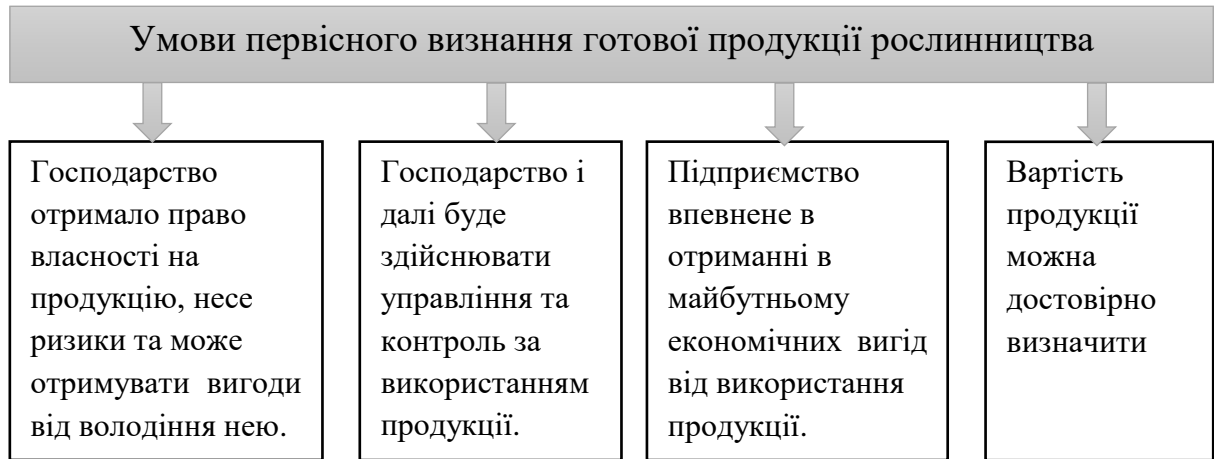 Умови первісного визнання готової продукції рослинництва
Господарство
отримало право
власності на
продукцію, несе
ризики та може
отримувати вигоди
від володіння нею.
Господарство і
далі буде
здійснювати
управління та
контроль за
використанням
продукції.
Підприємство
впевнене в
отриманні в
майбутньому
економічних вигід
від використання
продукції.
Вартість
продукції
можна
достовірно
визначити